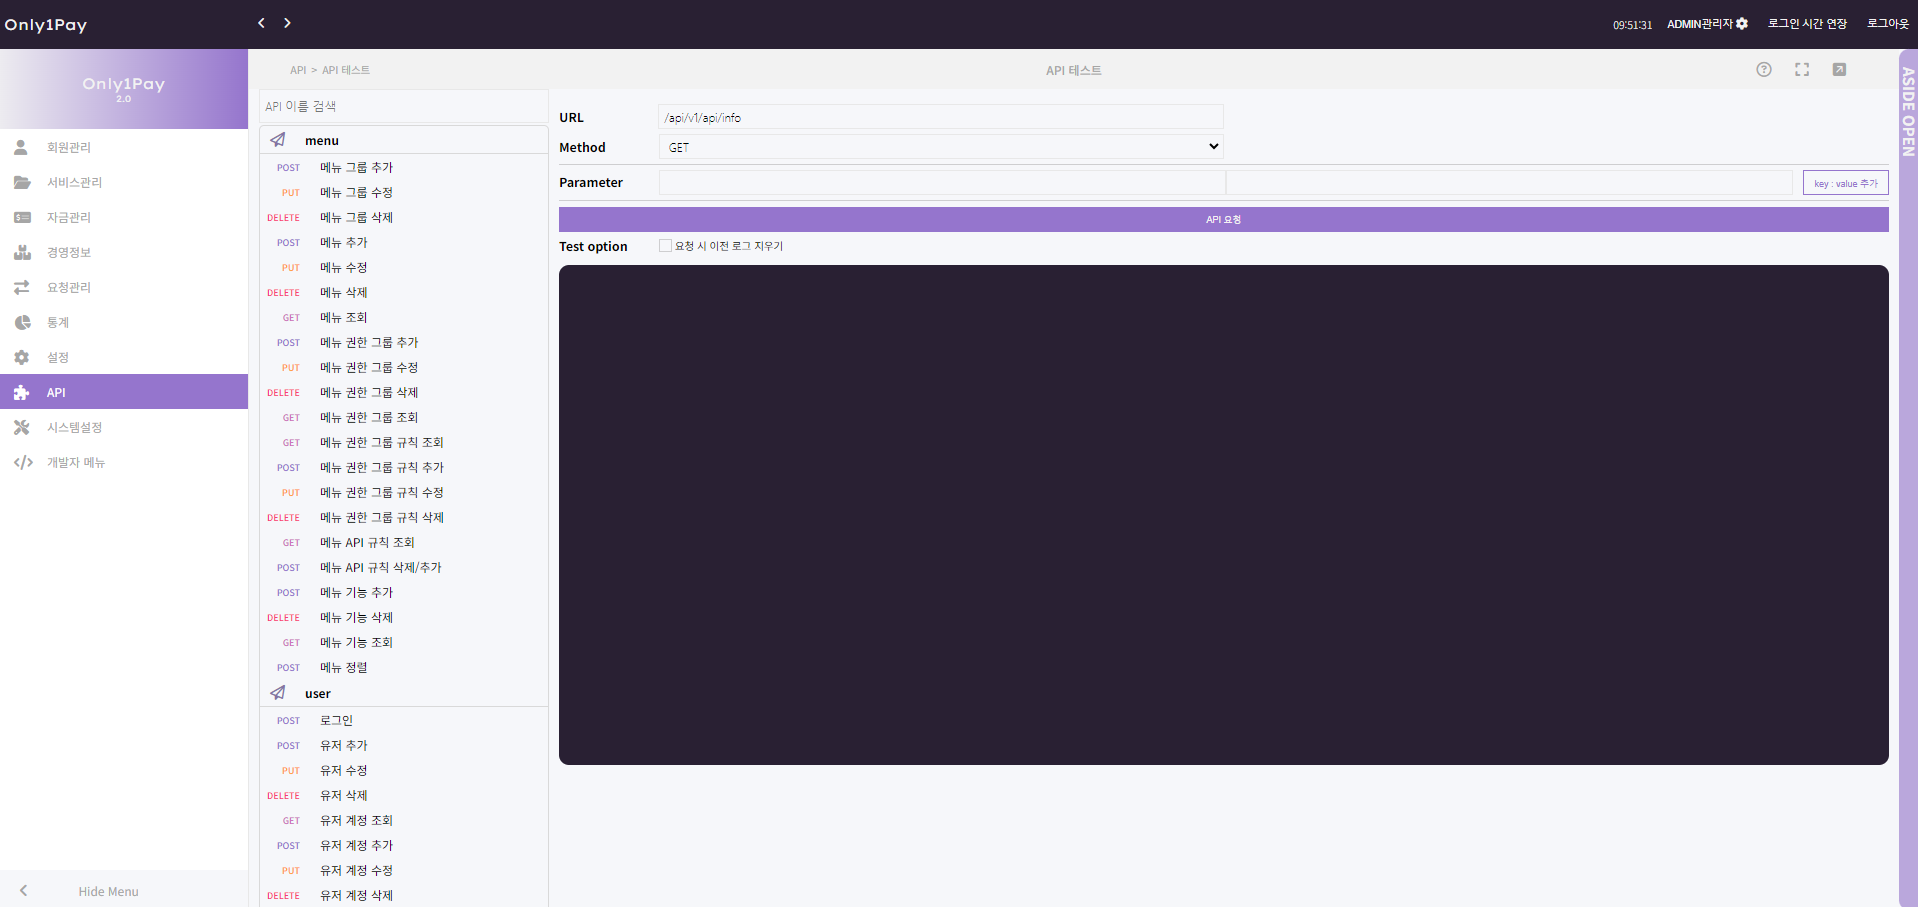 Only1Pay
09:51:31 ADMIN관리자 로그인 시간 연장 로그아웃
Only1Pay
2.0
회원관리
서비스관리
자금관리
경영정보
요청관리
통계
설정
API
시스템설정
개발자 메뉴
Hide Menu
API > API 테스트
API 테스트
ASIDE OPEN
API 이름 검색
menu
POST 메뉴 그룹 추가
PUT 메뉴 그룹 수정
DELETE 메뉴 그룹 삭제
POST 메뉴 추가
PUT 메뉴 수정
DELETE 메뉴 삭제
GET 메뉴 조회
POST 메뉴 권한 그룹 추가
PUT 메뉴 권한 그룹 수정
DELETE 메뉴 권한 그룹 삭제
GET 메뉴 권한 그룹 조회
GET 메뉴 권한 그룹 규칙 조회
POST 메뉴 권한 그룹 규칙 추가
PUT 메뉴 권한 그룹 규칙 수정
DELETE 메뉴 권한 그룹 규칙 삭제
GET 메뉴 API 규칙 조회
POST 메뉴 API 규칙 삭제/추가
POST 메뉴 기능 추가
DELETE 메뉴 기능 삭제
GET 메뉴 기능 조회
POST 메뉴 정렬
user
POST 로그인
POST 유저 추가
PUT 유저 수정
DELETE 유저 삭제
GET 유저 계정 조회
POST 유저 계정 추가
PUT 유저 계정 수정
DELETE 유저 계정 삭제
URL /api/v1/api/info
Method GET
Parameter key : value 추가
API 요청
Test option 요청 시 이전 로그 지우기